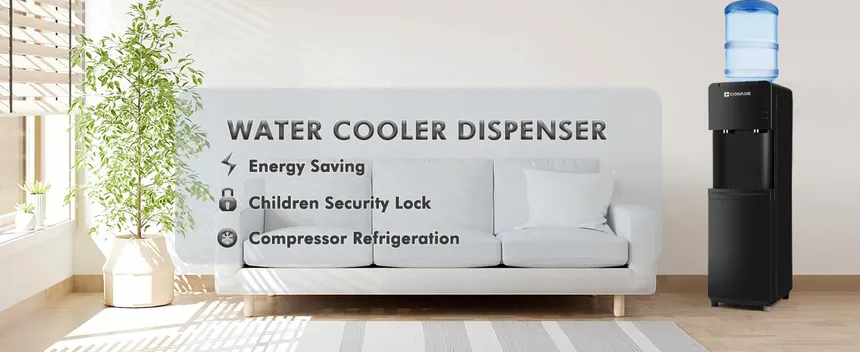 WATER COOLER DISPENSER
Energy Saving
Children Security Lock
Compressor Refrigeration